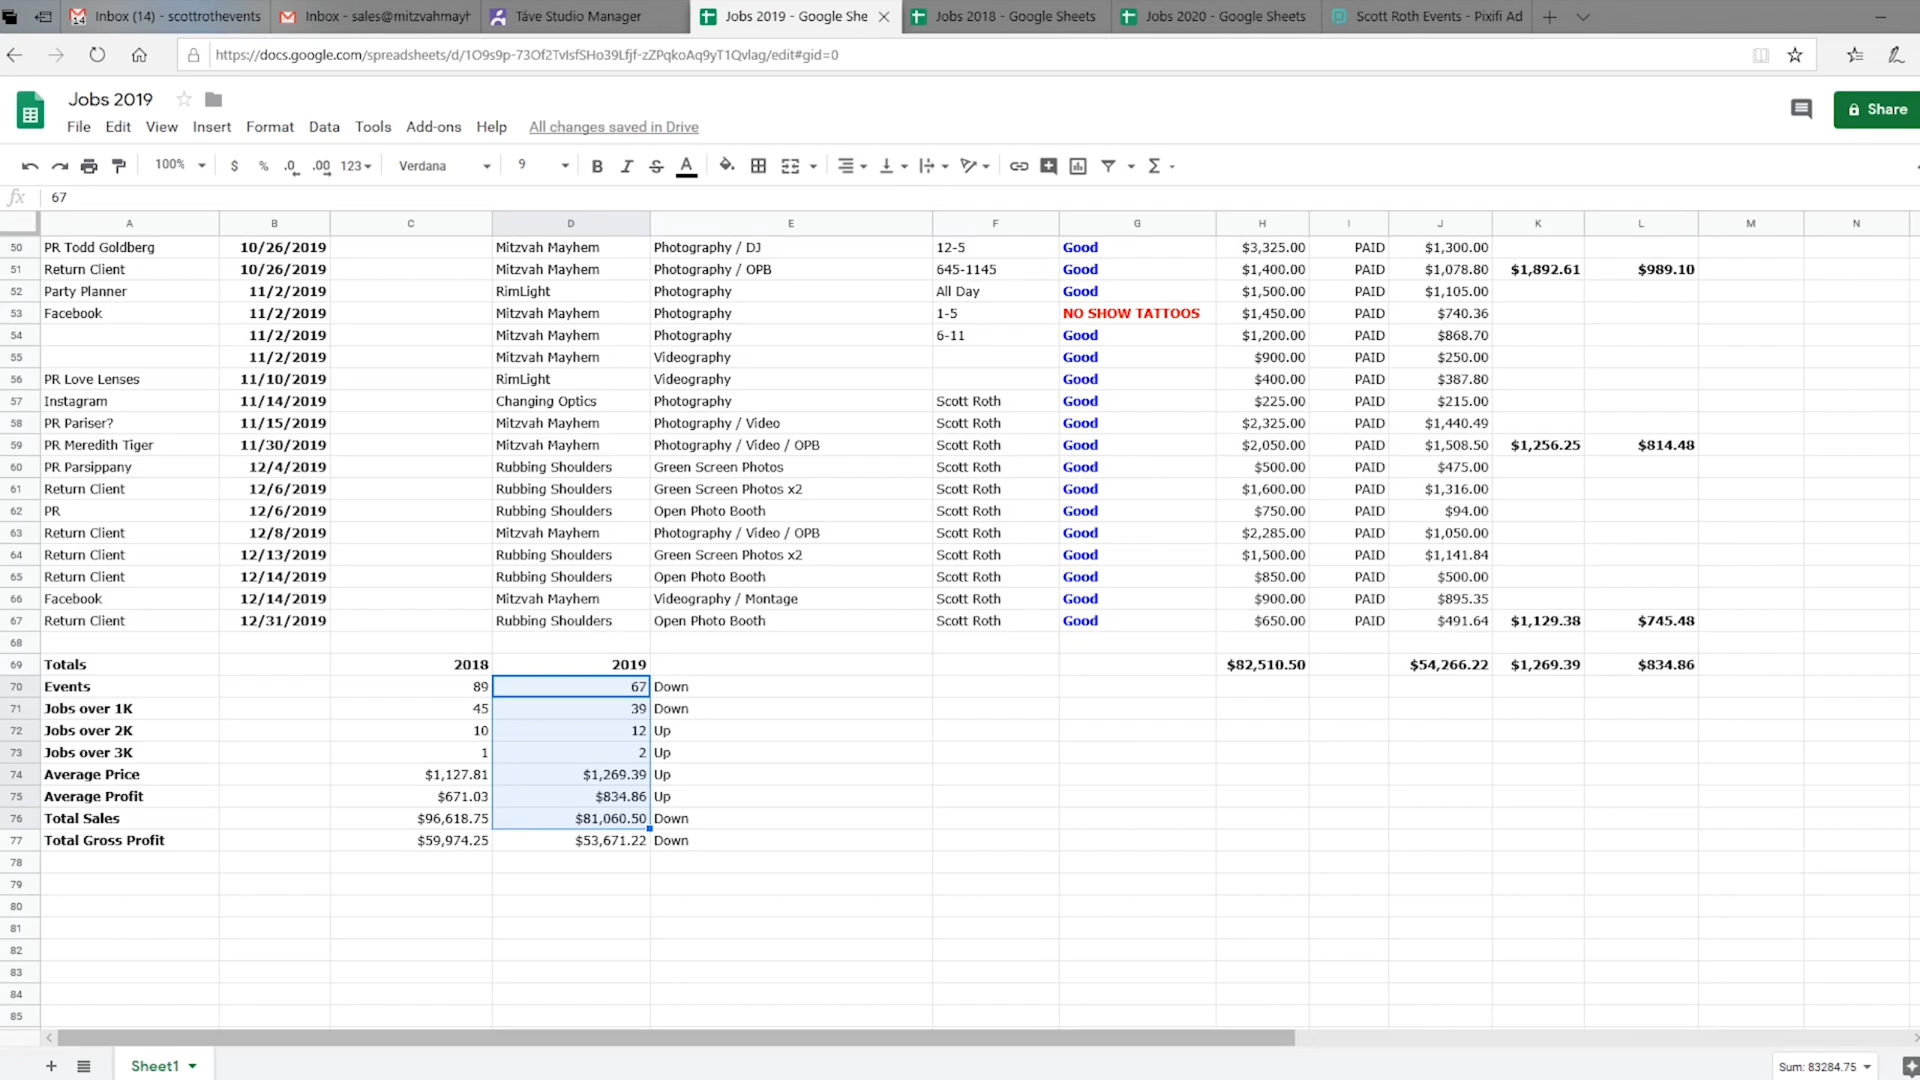 Inbox (14) - scottrothevents
Inbox - sales@mitzvahmayh
Táve Studio Manager
Jobs 2019 - Google She
Jobs 2018 - Google Sheets
Jobs 2020 - Google Sheets
Scott Roth Events - Pixifi Ad
Jobs 2019
Share
File Edit View Insert Format Data Tools Add-ons Help All changes saved in Drive
100% $ % .0 .00 123 Verdana 9
fx 67
A B C D E F G H I J K L M N
50 PR Todd Goldberg 10/26/2019 Mitzvah Mayhem Photography / DJ 12-5 Good $3,325.00 PAID $1,300.00
51 Return Client 10/26/2019 Mitzvah Mayhem Photography / OPB 645-1145 Good $1,400.00 PAID $1,078.80 $1,892.61 $989.10
52 Party Planner 11/2/2019 RimLight Photography All Day Good $1,500.00 PAID $1,105.00
53 Facebook 11/2/2019 Mitzvah Mayhem Photography 1-5 NO SHOW TATTOOS $1,450.00 PAID $740.36
54 11/2/2019 Mitzvah Mayhem Photography 6-11 Good $1,200.00 PAID $868.70
55 11/2/2019 Mitzvah Mayhem Videography Good $900.00 PAID $250.00
56 PR Love Lenses 11/10/2019 RimLight Videography Good $400.00 PAID $387.80
57 Instagram 11/14/2019 Changing Optics Photography Scott Roth Good $225.00 PAID $215.00
58 PR Pariser? 11/15/2019 Mitzvah Mayhem Photography / Video Scott Roth Good $2,325.00 PAID $1,440.49
59 PR Meredith Tiger 11/30/2019 Mitzvah Mayhem Photography / Video / OPB Scott Roth Good $2,050.00 PAID $1,508.50 $1,256.25 $814.48
60 PR Parsippany 12/4/2019 Rubbing Shoulders Green Screen Photos Scott Roth Good $500.00 PAID $475.00
61 Return Client 12/6/2019 Rubbing Shoulders Green Screen Photos x2 Scott Roth Good $1,600.00 PAID $1,316.00
62 PR 12/6/2019 Rubbing Shoulders Open Photo Booth Scott Roth Good $750.00 PAID $94.00
63 Return Client 12/8/2019 Mitzvah Mayhem Photography / Video / OPB Scott Roth Good $2,285.00 PAID $1,050.00
64 Return Client 12/13/2019 Rubbing Shoulders Green Screen Photos x2 Scott Roth Good $1,500.00 PAID $1,141.84
65 Return Client 12/14/2019 Rubbing Shoulders Open Photo Booth Scott Roth Good $850.00 PAID $500.00
66 Facebook 12/14/2019 Mitzvah Mayhem Videography / Montage Scott Roth Good $900.00 PAID $895.35
67 Return Client 12/31/2019 Rubbing Shoulders Open Photo Booth Scott Roth Good $650.00 PAID $491.64 $1,129.38 $745.48
68
69 Totals 2018 2019 $82,510.50 $54,266.22 $1,269.39 $834.86
70 Events 89 67 Down
71 Jobs over 1K 45 39 Down
72 Jobs over 2K 10 12 Up
73 Jobs over 3K 1 2 Up
74 Average Price $1,127.81 $1,269.39 Up
75 Average Profit $671.03 $834.86 Up
76 Total Sales $96,618.75 $81,060.50 Down
77 Total Gross Profit $59,974.25 $53,671.22 Down
78
79
80
81
82
83
84
85
Sheet1
Sum: 83284.75